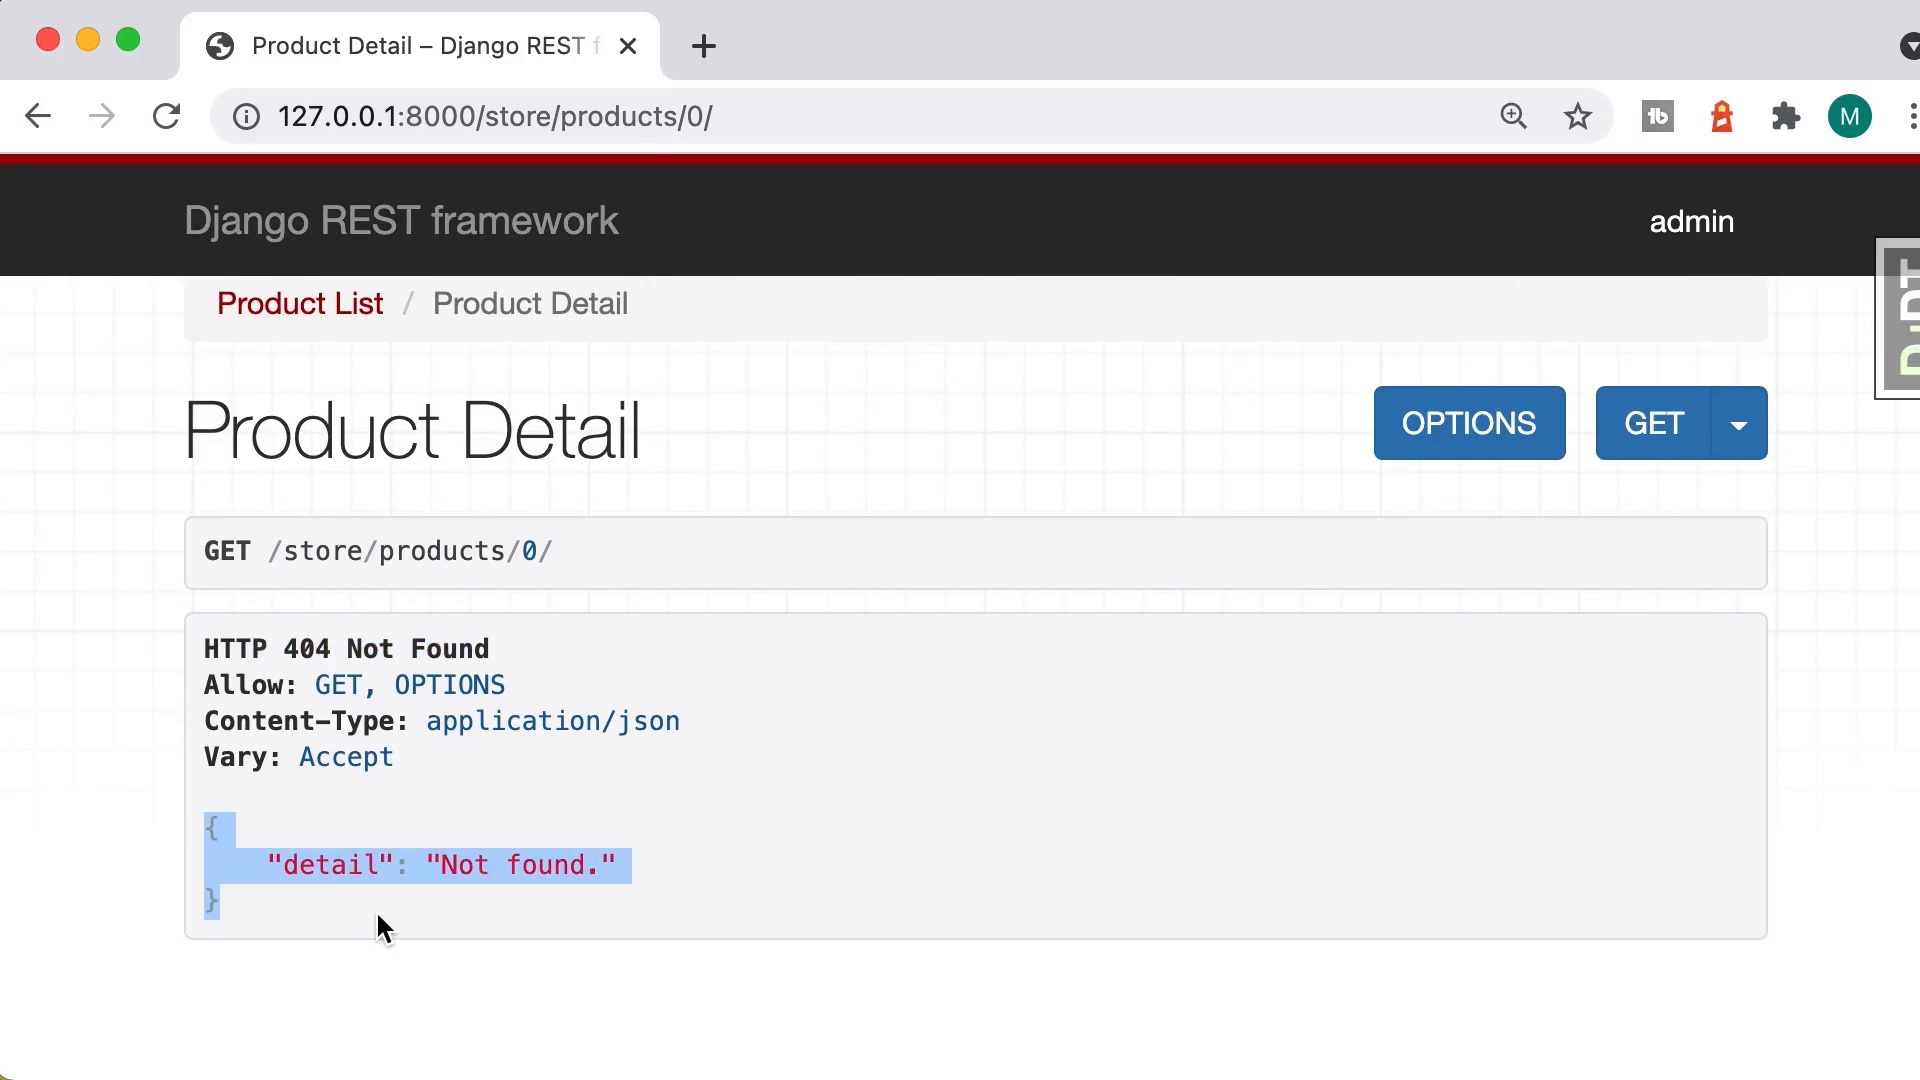 Product Detail – Django REST f
127.0.0.1:8000/store/products/0/
M
Django REST framework
admin
Product List / Product Detail
Product Detail
OPTIONS
GET
GET /store/products/0/
HTTP 404 Not Found
Allow: GET, OPTIONS
Content-Type: application/json
Vary: Accept
{
"detail": "Not found."
}